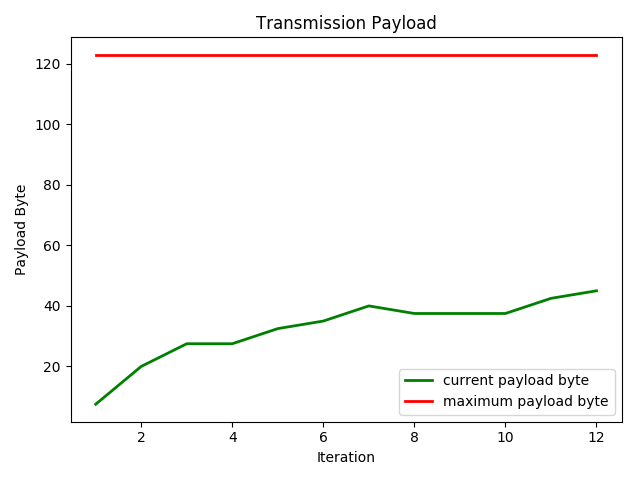 Transmission Payload
120
100
80
60
40
20
Payload Byte
current payload byte
maximum payload byte
2 4 6 8 10 12
Iteration